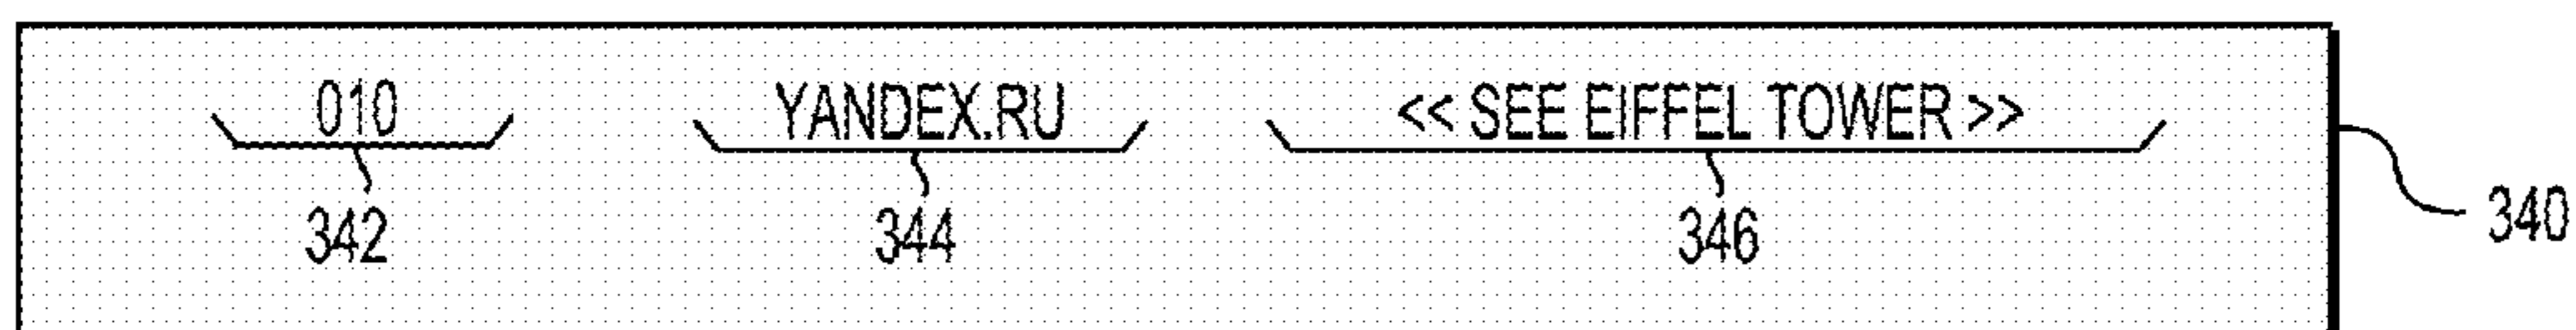 010 YANDEX.RU << SEE EIFFEL TOWER >>
342 344 346 340